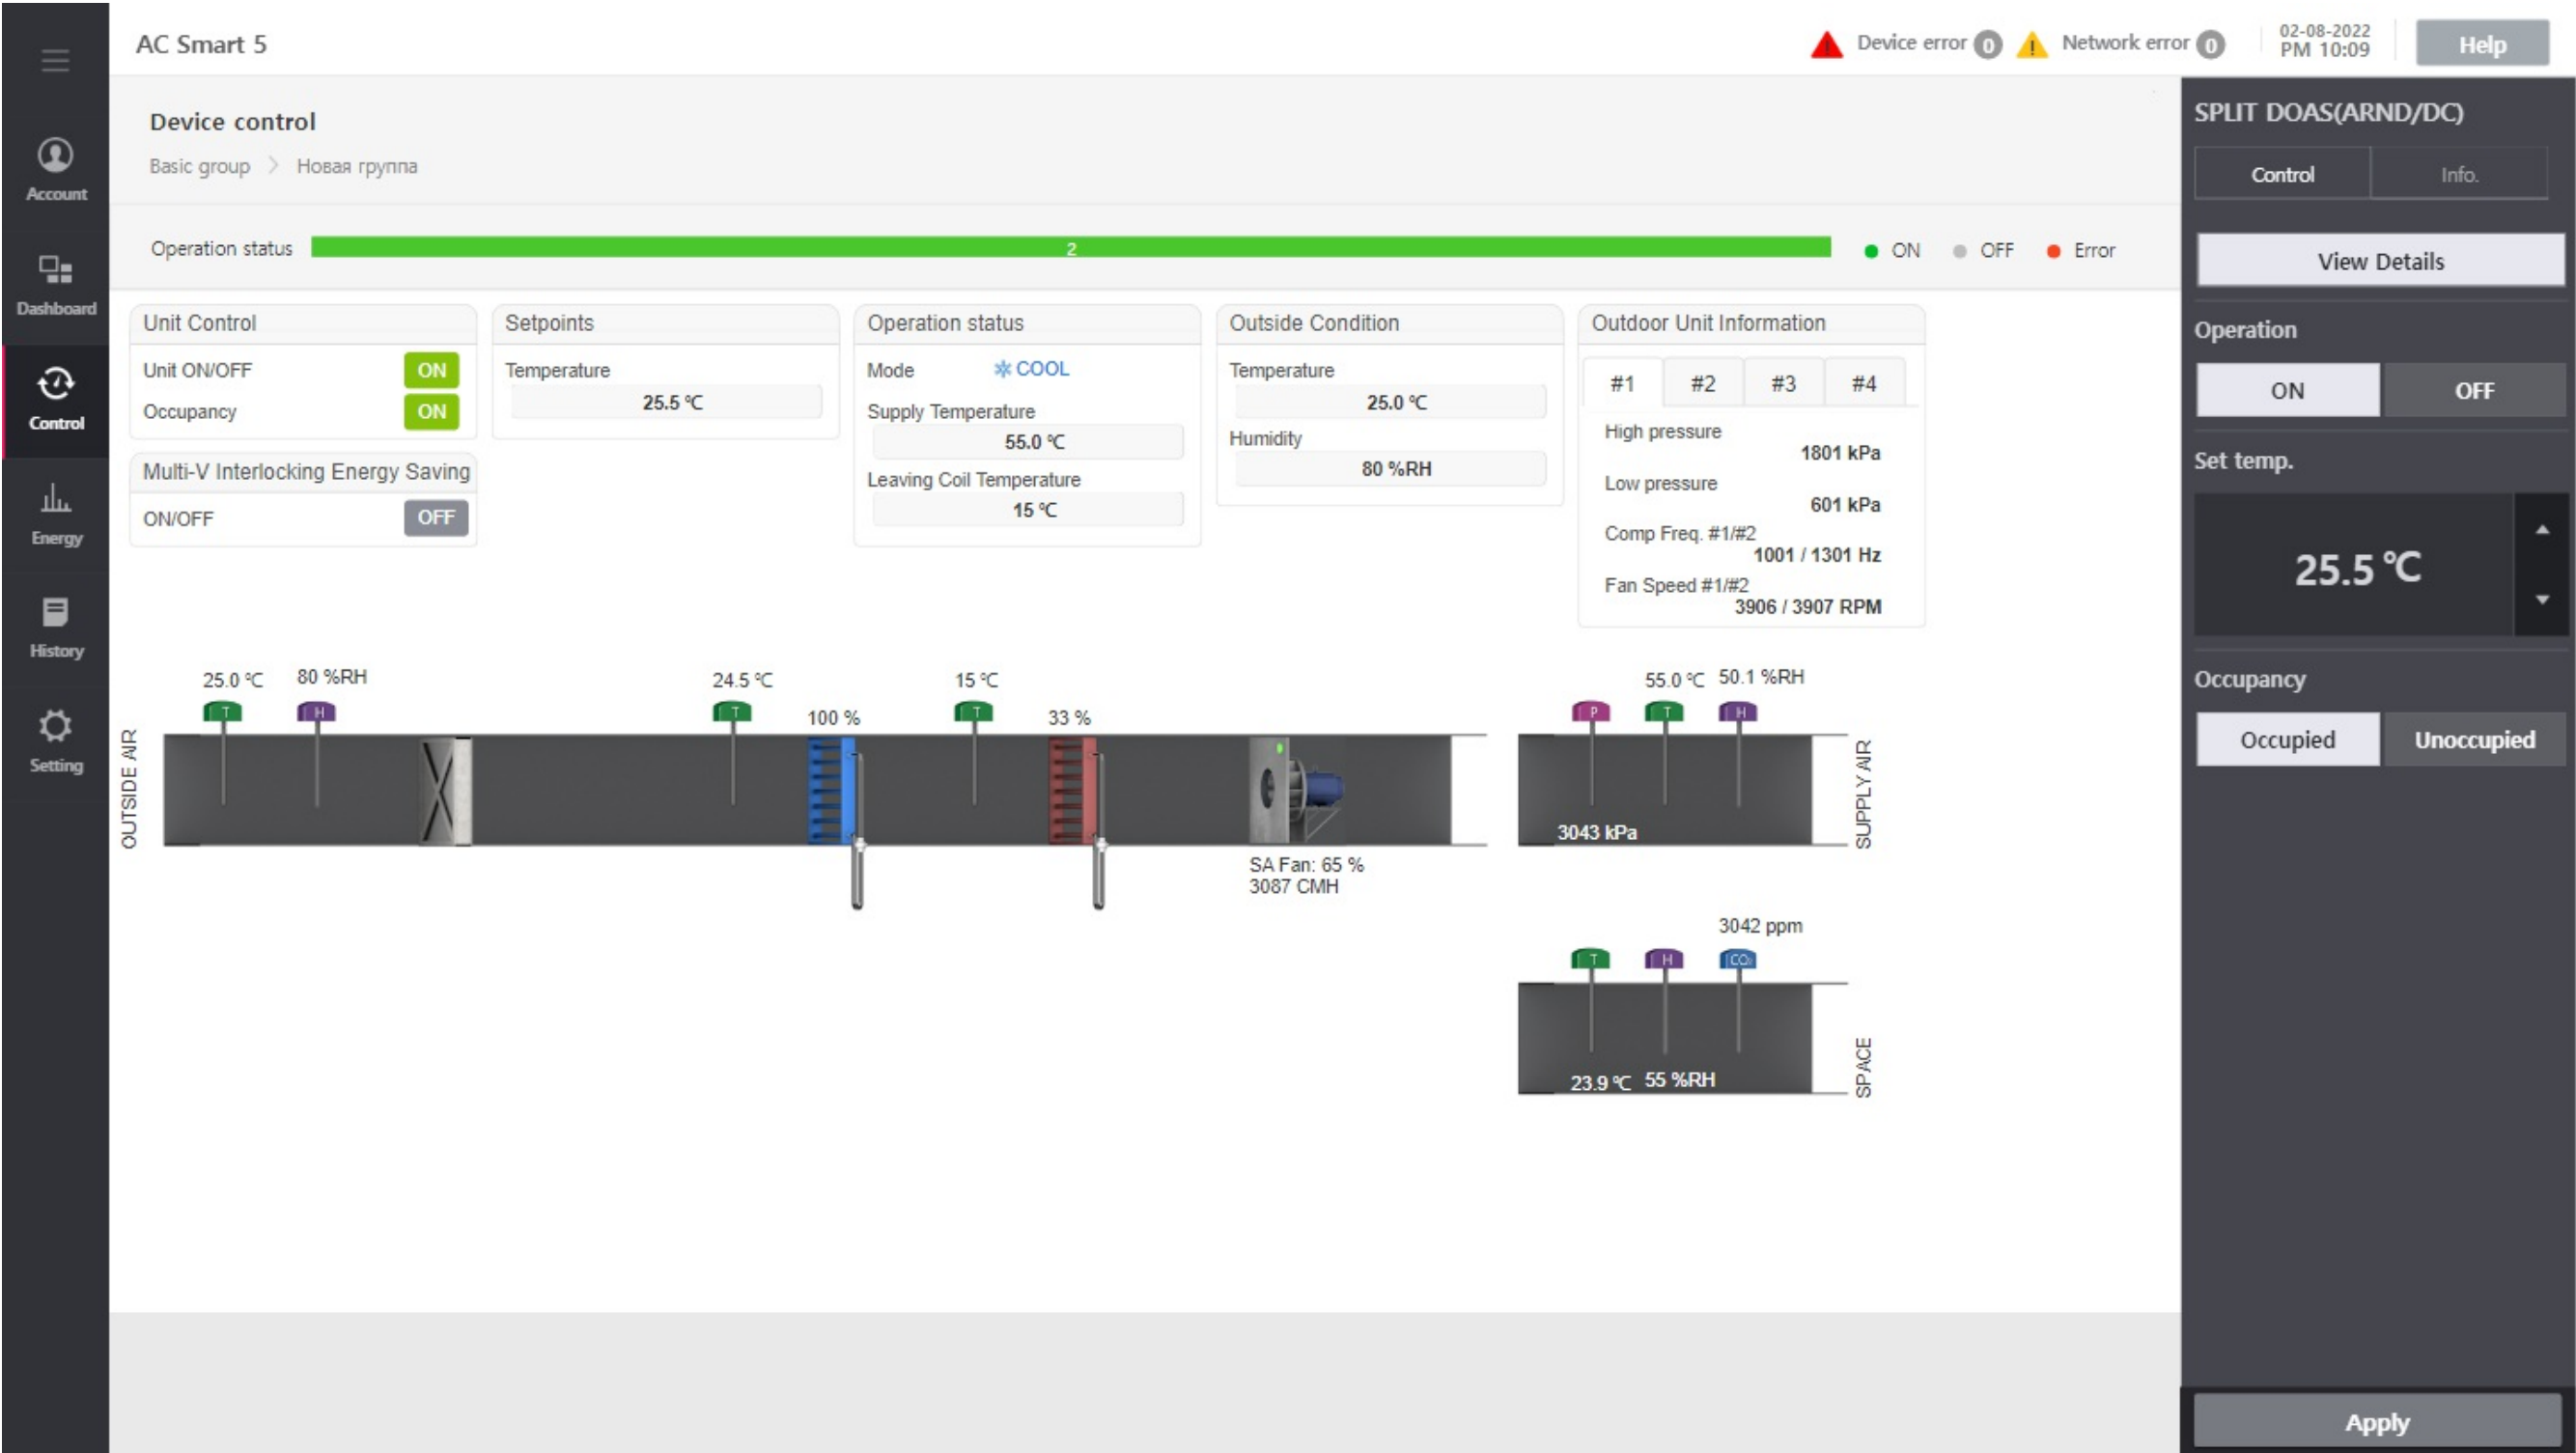 AC Smart 5
Device error 0
Network error 0
02-08-2022
PM 10:09
Help
Account
Dashboard
Control
Energy
History
Setting
Device control
Basic group > Новая группа
Operation status
2
ON
OFF
Error
Unit Control
Unit ON/OFF ON
Occupancy ON
Multi-V Interlocking Energy Saving
ON/OFF OFF
Setpoints
Temperature
25.5 ℃
Operation status
Mode COOL
Supply Temperature
55.0 ℃
Leaving Coil Temperature
15 ℃
Outside Condition
Temperature
25.0 ℃
Humidity
80 %RH
Outdoor Unit Information
#1 #2 #3 #4
High pressure
1801 kPa
Low pressure
601 kPa
Comp Freq. #1/#2
1001 / 1301 Hz
Fan Speed #1/#2
3906 / 3907 RPM
OUTSIDE AIR
25.0 ℃
80 %RH
T
H
24.5 ℃
T
100 %
15 ℃
T
33 %
SA Fan: 65 %
3087 CMH
55.0 ℃
50.1 %RH
P
T
H
3043 kPa
SUPPLY AIR
3042 ppm
T
H
CO₂
23.9 ℃
55 %RH
SPACE
SPLIT DOAS(ARND/DC)
Control
Info.
View Details
Operation
ON
OFF
Set temp.
25.5 ℃
Occupancy
Occupied
Unoccupied
Apply